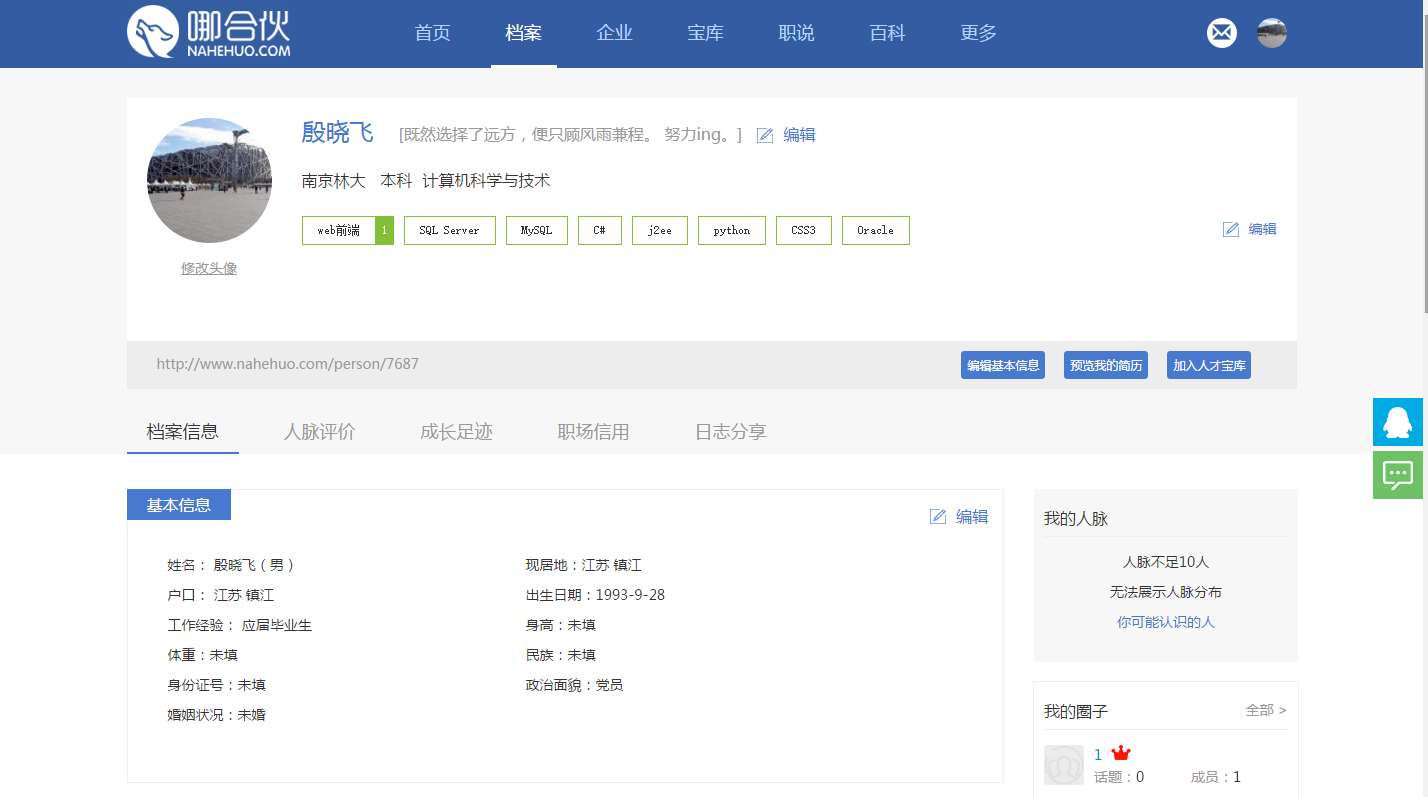 哪合伙
NAHEHUO.COM
首页 档案 企业 宝库 职说 百科 更多
殷晓飞 [既然选择了远方，便只顾风雨兼程。 努力ing。] 编辑
南京林大 本科 计算机科学与技术
web前端 1 SQL Server MySQL C# j2ee python CSS3 Oracle 编辑
修改头像
http://www.nahehuo.com/person/7687 编辑基本信息 预览我的简历 加入人才宝库
档案信息 人脉评价 成长足迹 职场信用 日志分享
基本信息
编辑
姓名： 殷晓飞（男） 现居地：江苏 镇江
户口： 江苏 镇江 出生日期：1993-9-28
工作经验： 应届毕业生 身高：未填
体重：未填 民族：未填
身份证号：未填 政治面貌：党员
婚姻状况：未婚
我的人脉
人脉不足10人
无法展示人脉分布
你可能认识的人
我的圈子 全部 >
1
话题：0 成员：1